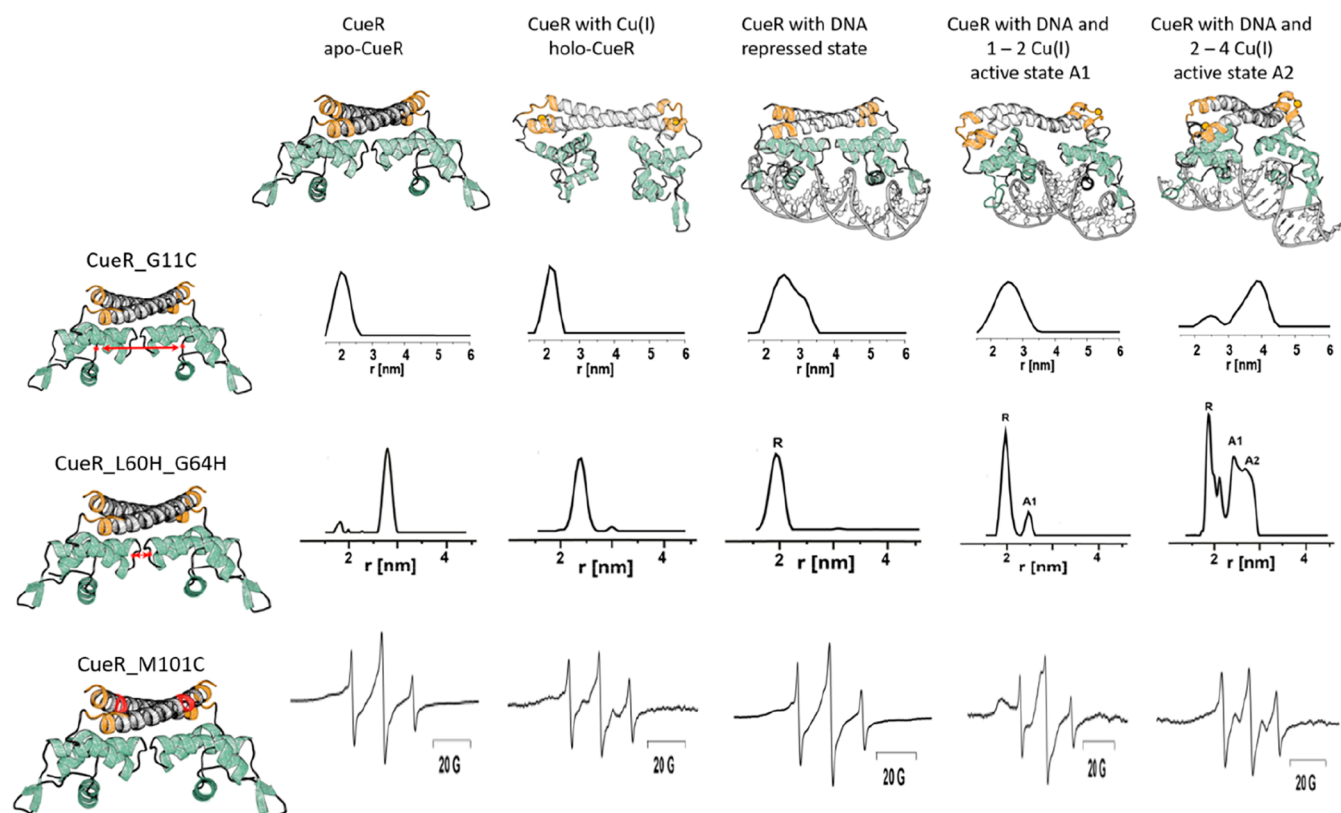 CueR
apo-CueR
CueR with Cu(I)
holo-CueR
CueR with DNA
repressed state
CueR with DNA and
1 – 2 Cu(I)
active state A1
CueR with DNA and
2 – 4 Cu(I)
active state A2
CueR_G11C
2 3 4 5 6
r [nm]
2 3 4 5 6
r [nm]
2 3 4 5 6
r [nm]
2 3 4 5 6
r [nm]
2 3 4 5 6
r [nm]
CueR_L60H_G64H
2 4
r [nm]
2 4
r [nm]
R
2 4
r [nm]
R
A1
2 4
r [nm]
R
A1
A2
2 4
r [nm]
CueR_M101C
20 G
20 G
20 G
20 G
20 G